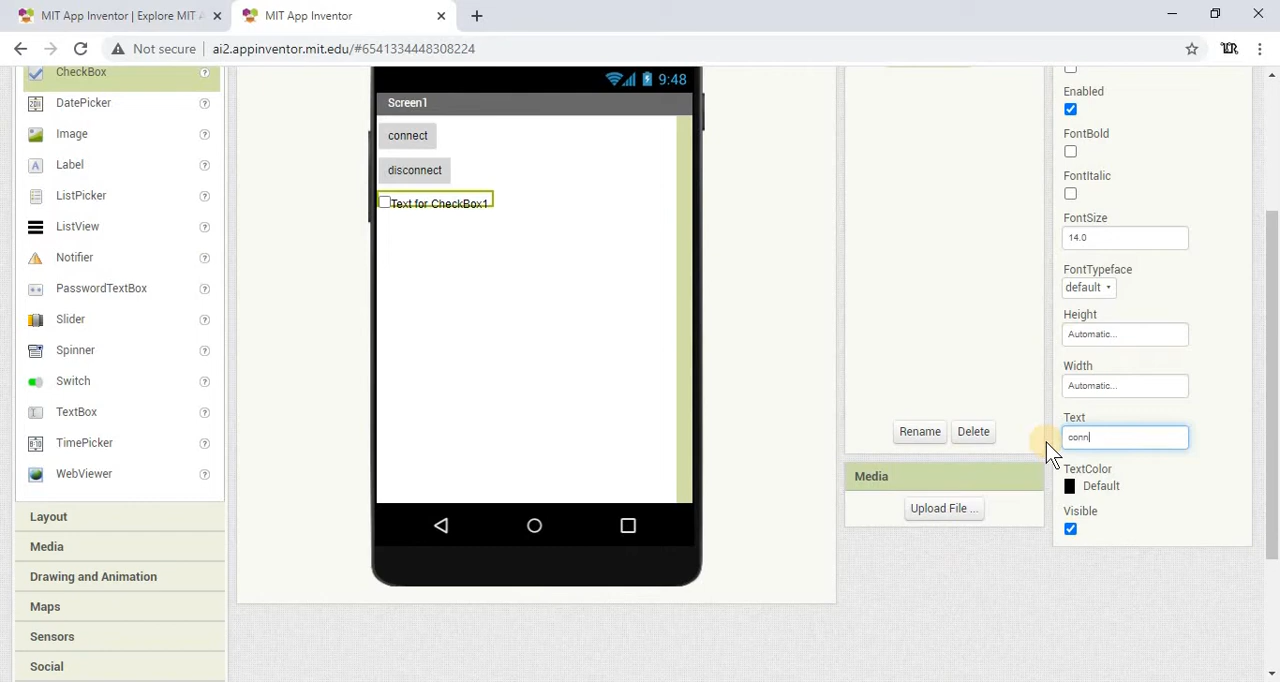 MIT App Inventor | Explore MIT A
MIT App Inventor
Not secure
ai2.appinventor.mit.edu/#6541334448308224
CheckBox
DatePicker
Image
Label
ListPicker
ListView
Notifier
PasswordTextBox
Slider
Spinner
Switch
TextBox
TimePicker
WebViewer
Layout
Media
Drawing and Animation
Maps
Sensors
Social
9:48
Screen1
connect
disconnect
Text for CheckBox1
Rename
Delete
Media
Upload File ...
Enabled
FontBold
FontItalic
FontSize
14.0
FontTypeface
default
Height
Automatic...
Width
Automatic...
Text
conn
TextColor
Default
Visible